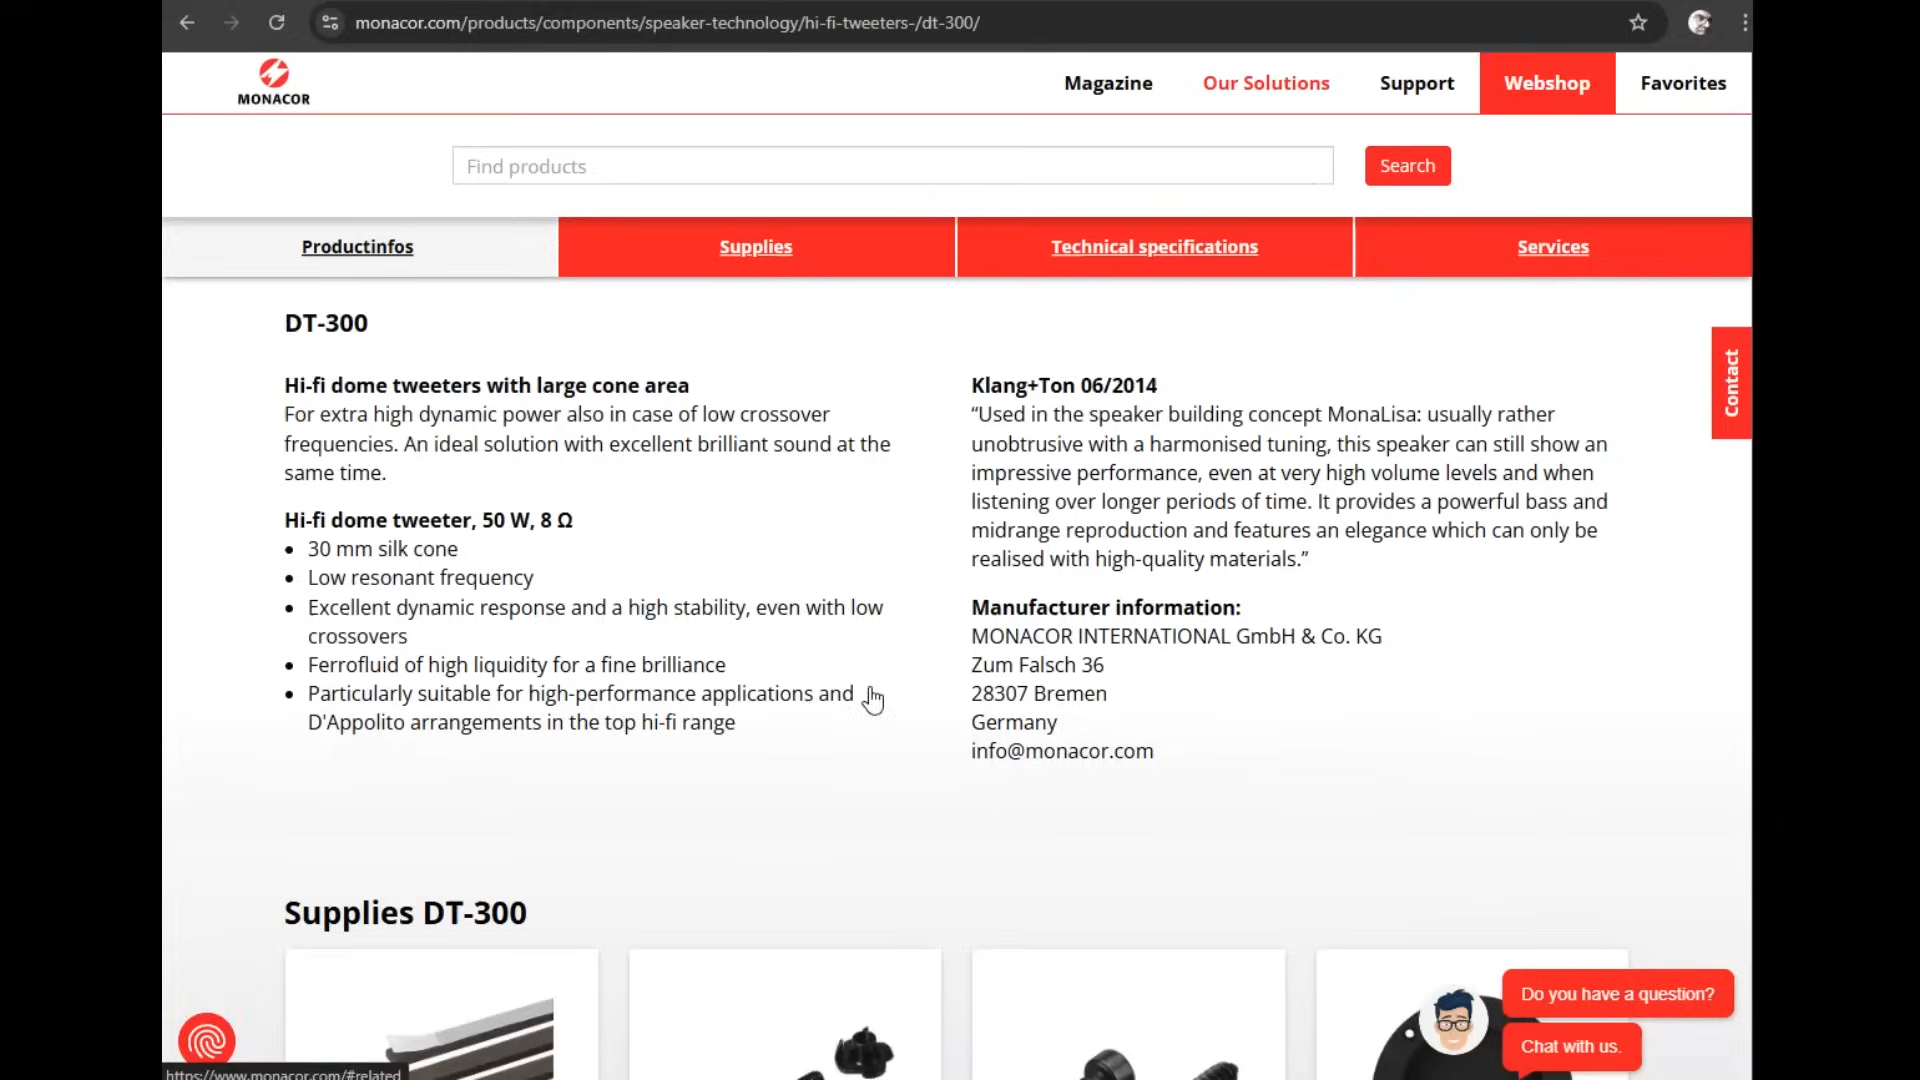 monacor.com/products/components/speaker-technology/hi-fi-tweeters-/dt-300/
MONACOR
Magazine
Our Solutions
Support
Webshop
Favorites
Find products
Search
Productinfos
Supplies
Technical specifications
Services
DT-300
Hi-fi dome tweeters with large cone area
For extra high dynamic power also in case of low crossover
frequencies. An ideal solution with excellent brilliant sound at the
same time.
Hi-fi dome tweeter, 50 W, 8 Ω
• 30 mm silk cone
• Low resonant frequency
• Excellent dynamic response and a high stability, even with low
crossovers
• Ferrofluid of high liquidity for a fine brilliance
• Particularly suitable for high-performance applications and
D'Appolito arrangements in the top hi-fi range
Klang+Ton 06/2014
“Used in the speaker building concept MonaLisa: usually rather
unobtrusive with a harmonised tuning, this speaker can still show an
impressive performance, even at very high volume levels and when
listening over longer periods of time. It provides a powerful bass and
midrange reproduction and features an elegance which can only be
realised with high-quality materials.”
Manufacturer information:
MONACOR INTERNATIONAL GmbH & Co. KG
Zum Falsch 36
28307 Bremen
Germany
info@monacor.com
Contact
Supplies DT-300
Do you have a question?
Chat with us.
https://www.monacor.com/#related